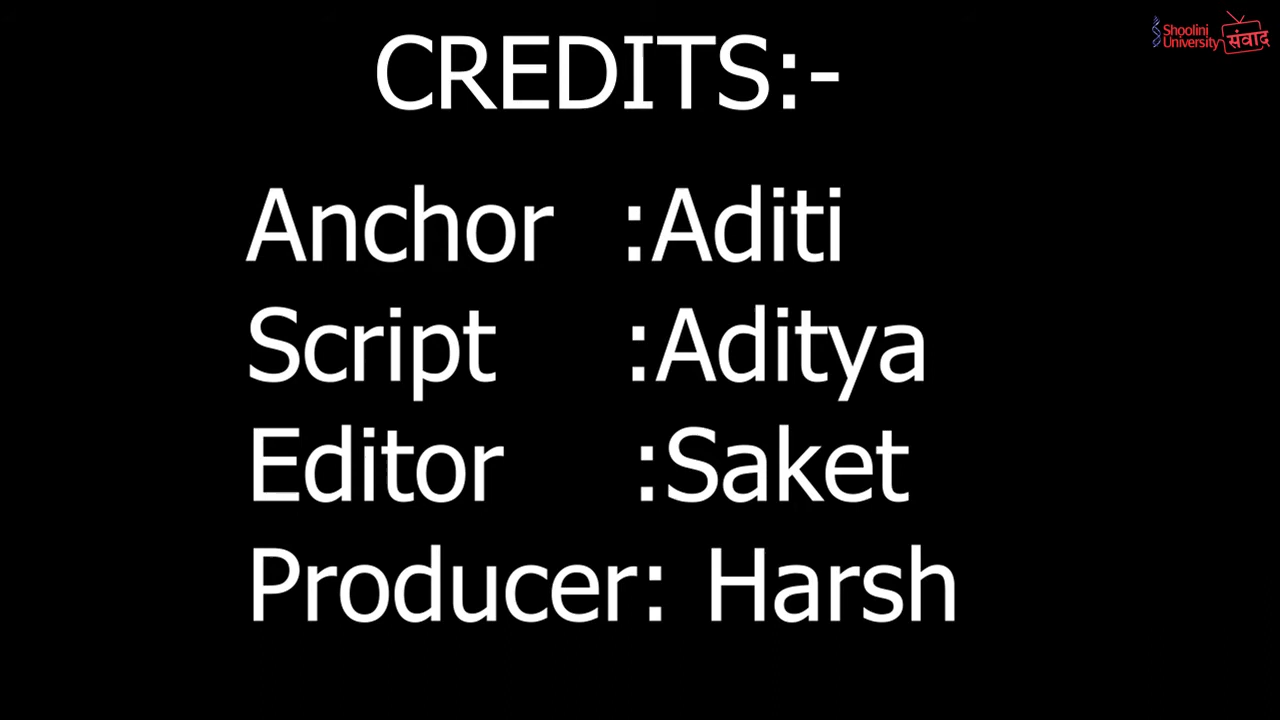 Shoolini
University
संवाद
CREDITS:-
Anchor :Aditi
Script :Aditya
Editor :Saket
Producer: Harsh